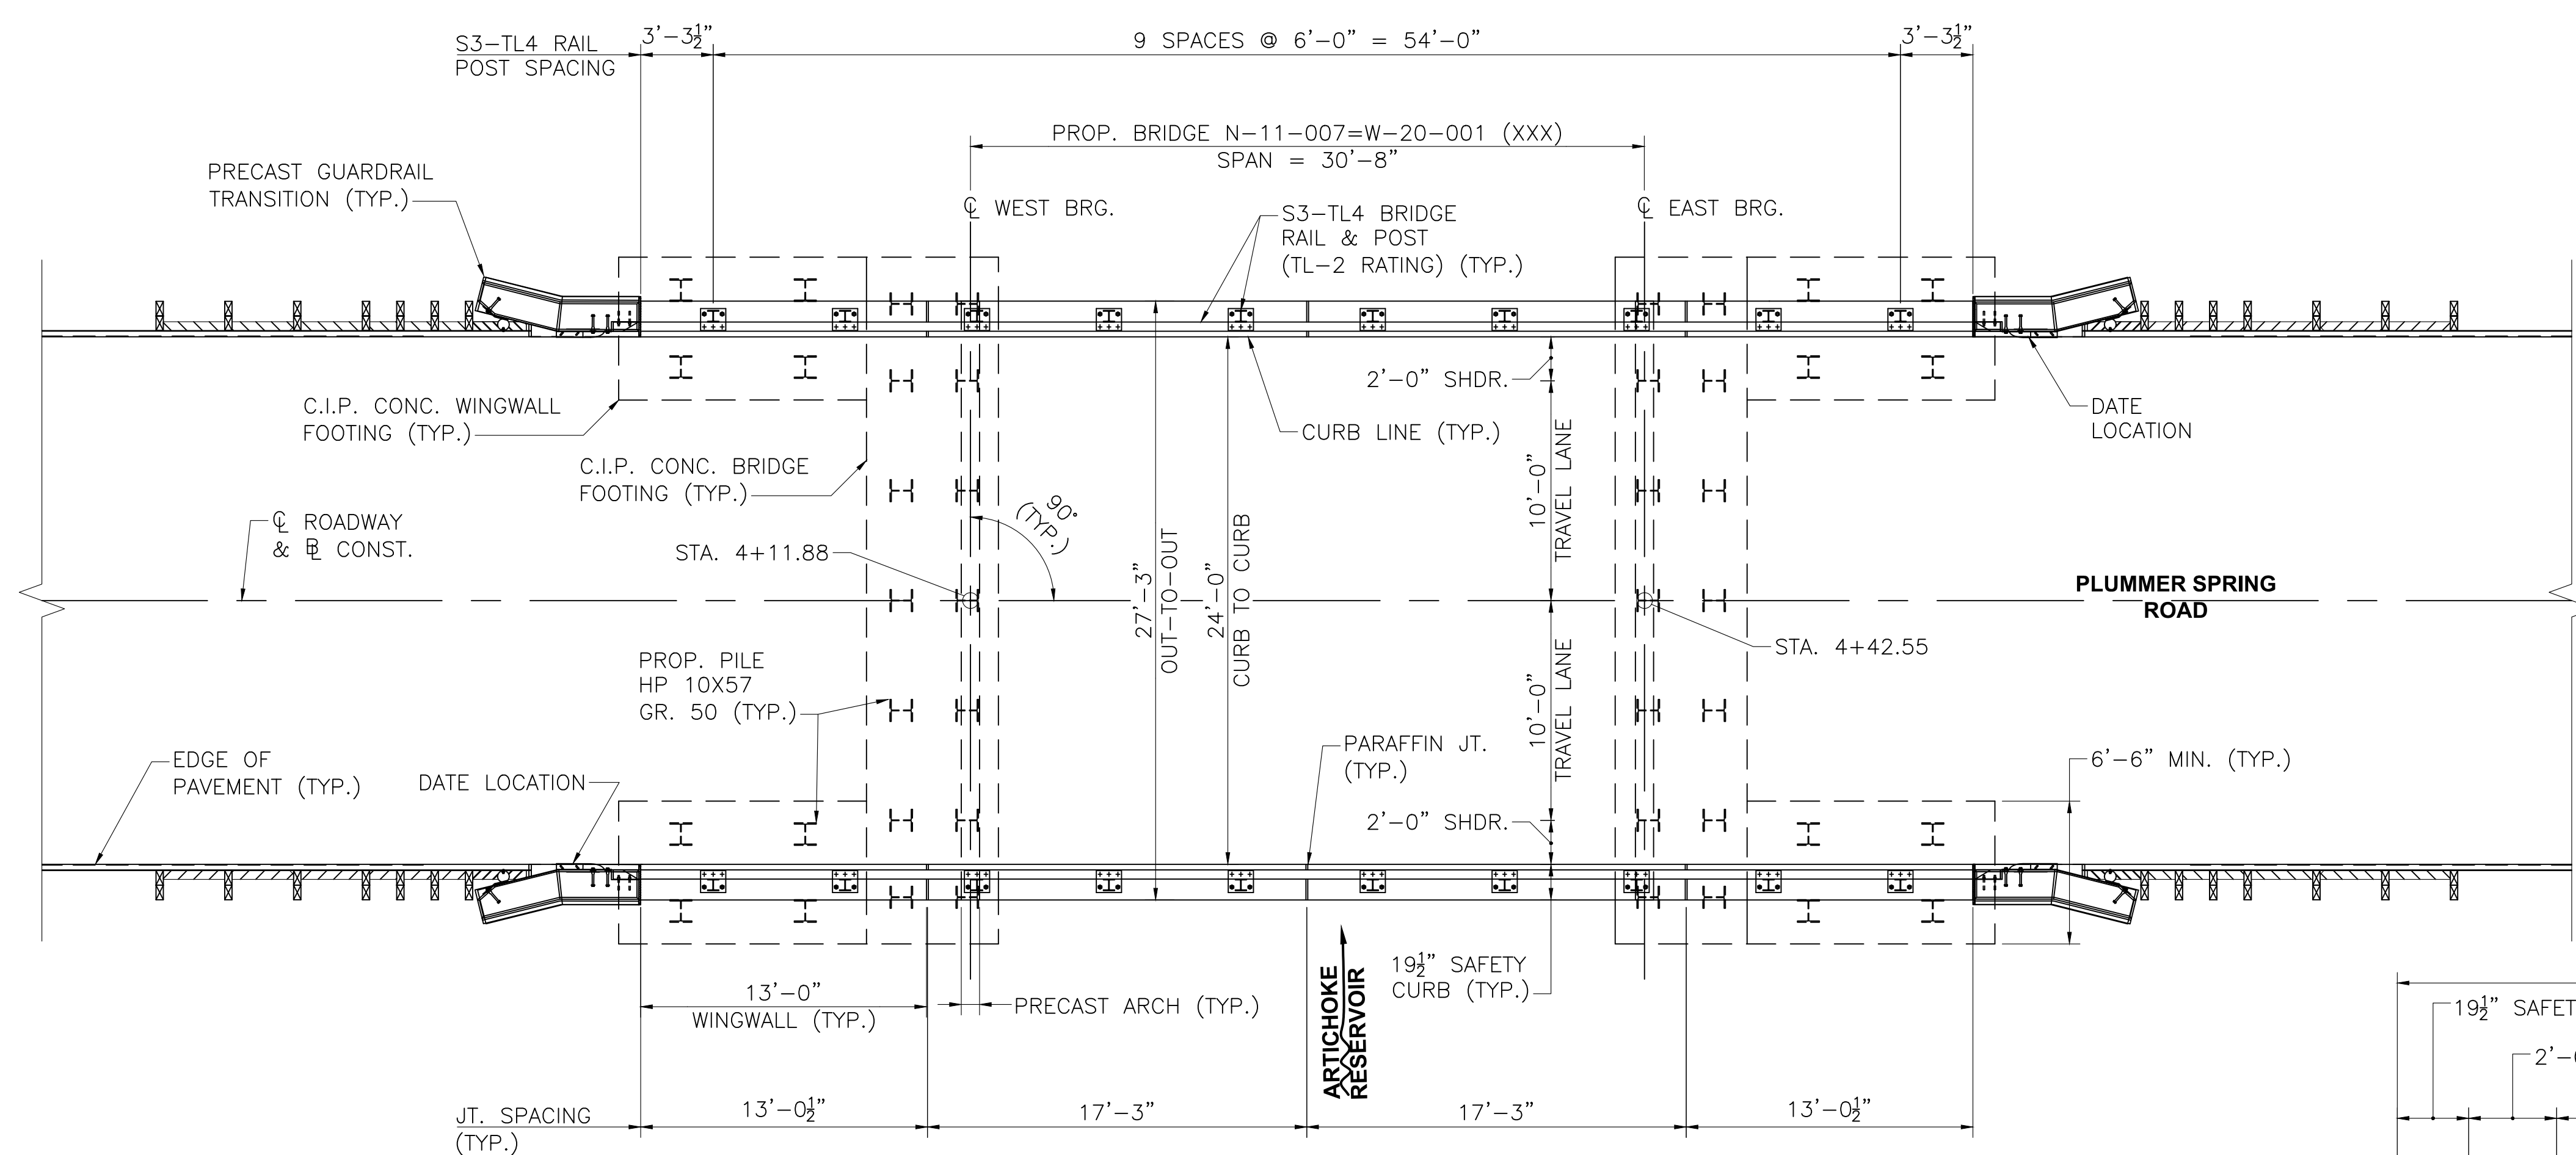 S3-TL4 RAIL
POST SPACING
3'-3½"
9 SPACES @ 6'-0" = 54'-0"
3'-3½"
PROP. BRIDGE N-11-007=W-20-001 (XXX)
SPAN = 30'-8"
PRECAST GUARDRAIL
TRANSITION (TYP.)
℄ WEST BRG.
S3-TL4 BRIDGE
RAIL & POST
(TL-2 RATING) (TYP.)
℄ EAST BRG.
2'-0" SHDR.
C.I.P. CONC. WINGWALL
FOOTING (TYP.)
CURB LINE (TYP.)
DATE
LOCATION
C.I.P. CONC. BRIDGE
FOOTING (TYP.)
10'-0"
TRAVEL LANE
90°
(TYP.)
℄ ROADWAY
& BL CONST.
STA. 4+11.88
27'-3"
OUT-TO-OUT
24'-0"
CURB TO CURB
PLUMMER SPRING
ROAD
STA. 4+42.55
PROP. PILE
HP 10X57
GR. 50 (TYP.)
10'-0"
TRAVEL LANE
EDGE OF
PAVEMENT (TYP.)
DATE LOCATION
PARAFFIN JT.
(TYP.)
6'-6" MIN. (TYP.)
2'-0" SHDR.
19½" SAFETY
CURB (TYP.)
13'-0"
WINGWALL (TYP.)
PRECAST ARCH (TYP.)
ARTICHOKE
RESERVOIR
19½" SAFET
2'-
JT. SPACING
(TYP.)
13'-0½"
17'-3"
17'-3"
13'-0½"